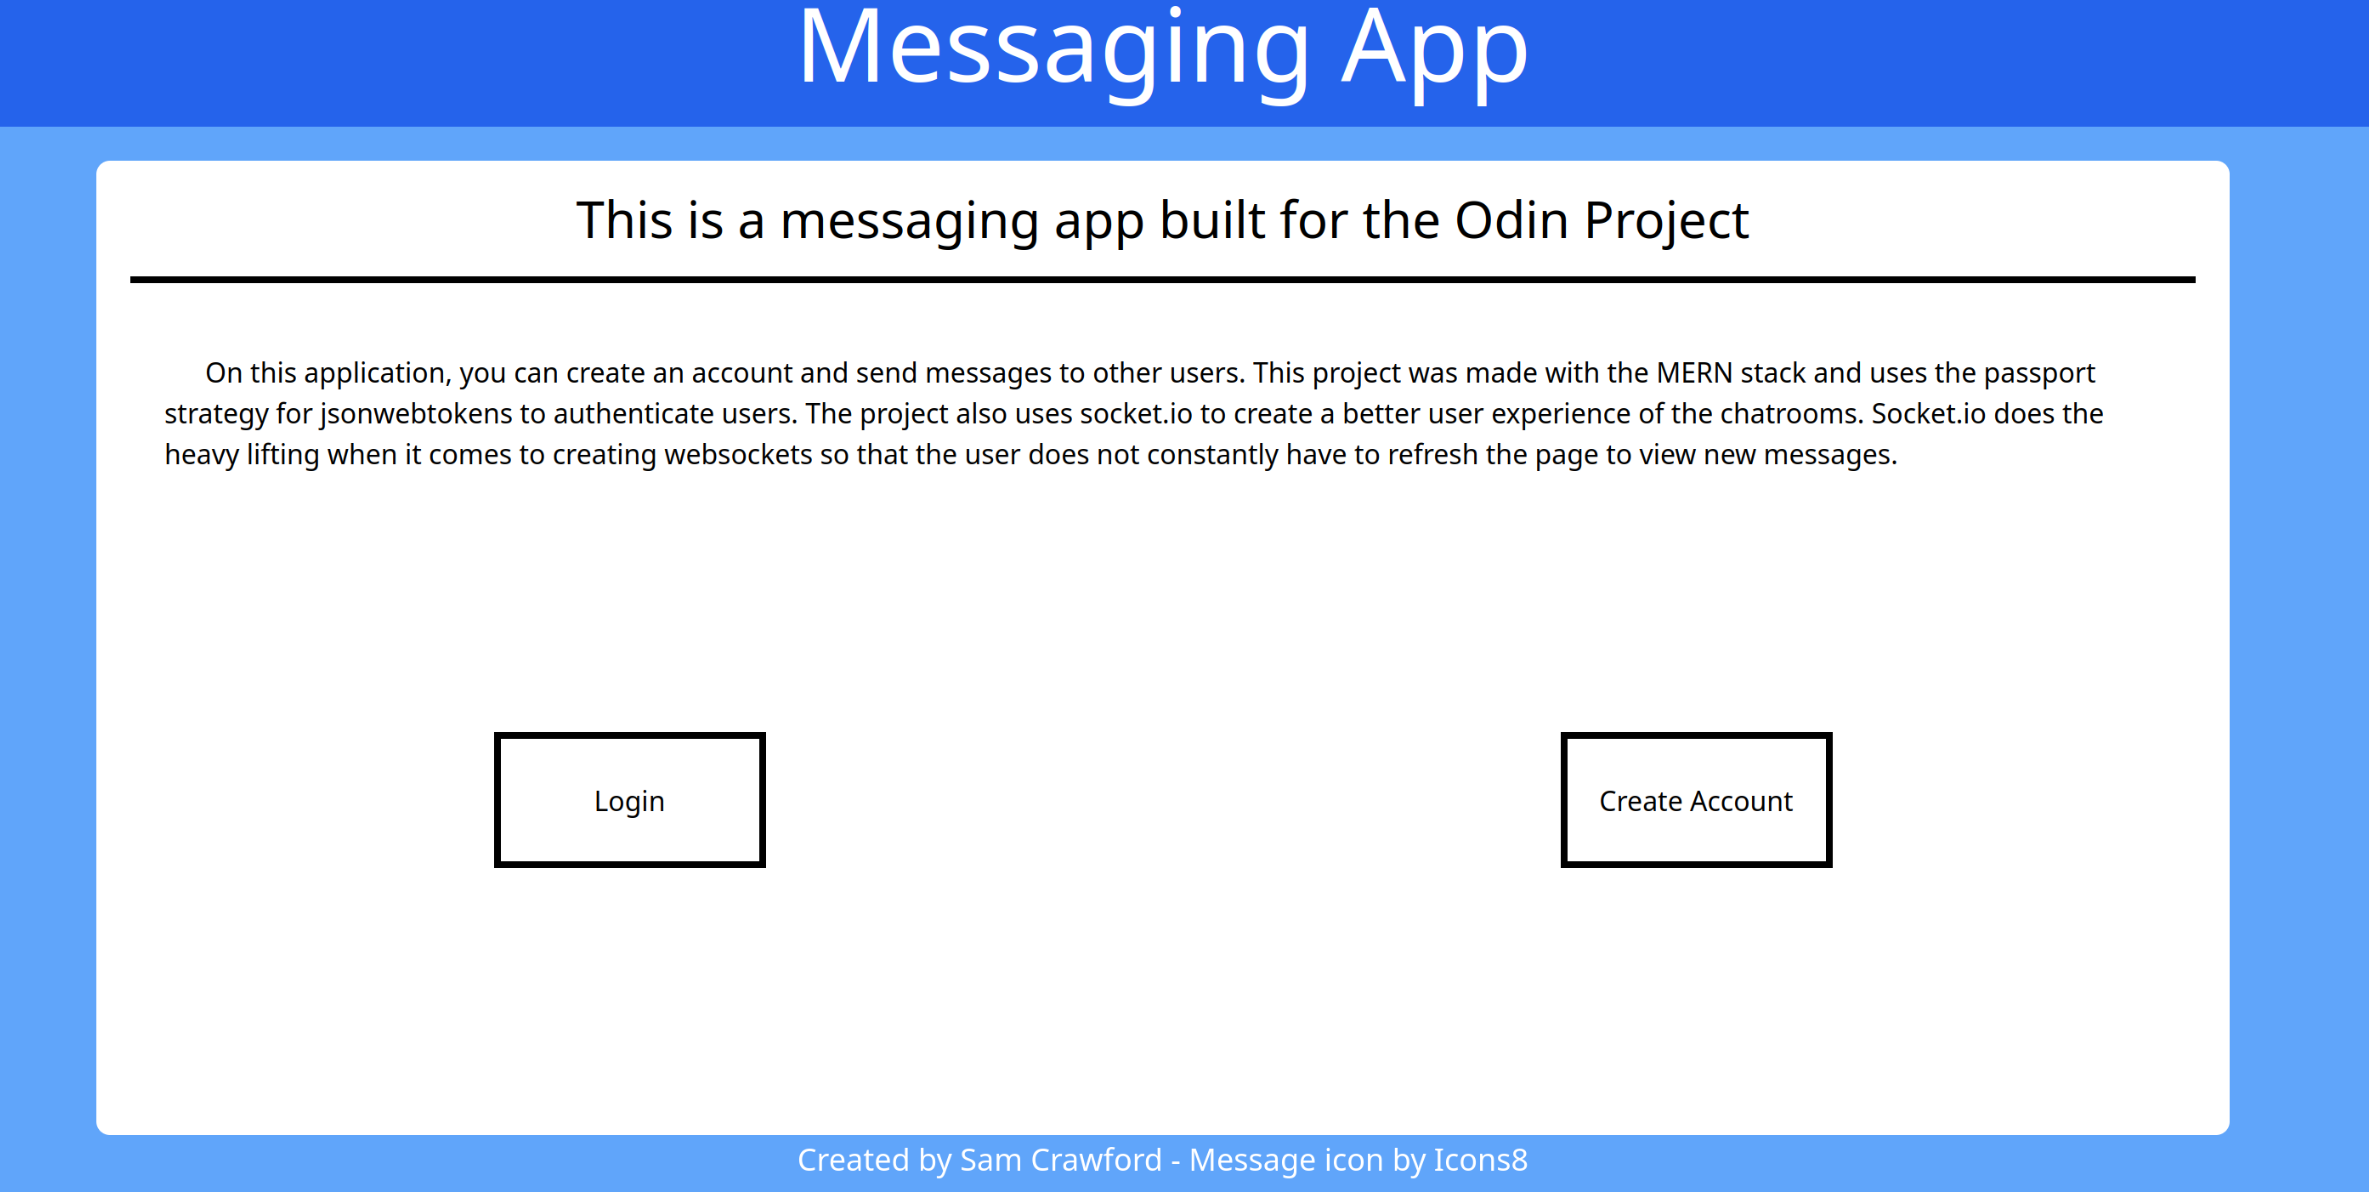 Messaging App
This is a messaging app built for the Odin Project
On this application, you can create an account and send messages to other users. This project was made with the MERN stack and uses the passport
strategy for jsonwebtokens to authenticate users. The project also uses socket.io to create a better user experience of the chatrooms. Socket.io does the
heavy lifting when it comes to creating websockets so that the user does not constantly have to refresh the page to view new messages.
Login
Create Account
Created by Sam Crawford - Message icon by Icons8